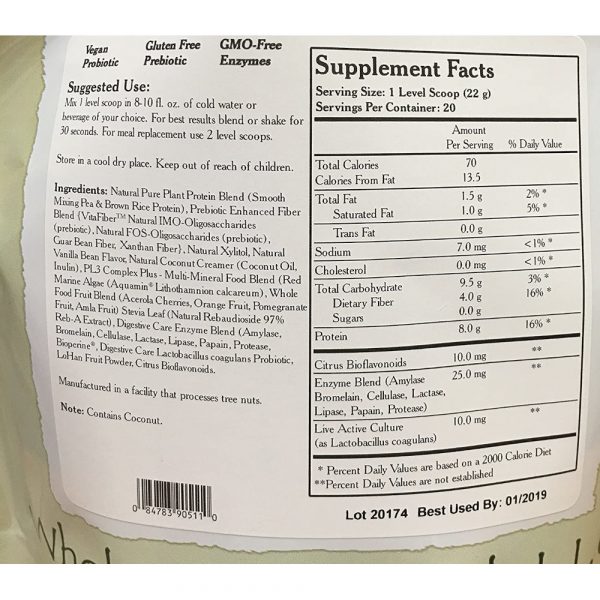 Vegan Gluten Free GMO-Free
Probiotic Prebiotic Enzymes
Suggested Use:
Mix 1 level scoop in 8-10 fl. oz. of cold water or
beverage of your choice. For best results blend or shake for
30 seconds. For meal replacement use 2 level scoops.
Store in a cool dry place. Keep out of reach of children.
Ingredients: Natural Pure Plant Protein Blend (Smooth
Mixing Pea & Brown Rice Protein), Prebiotic Enhanced Fiber
Blend {VitaFiber™ Natural IMO-Oligosaccharides
(prebiotic), Natural FOS-Oligosaccharides (prebiotic),
Guar Bean Fiber, Xanthan Fiber}, Natural Xylitol, Natural
Vanilla Bean Flavor, Natural Coconut Creamer (Coconut Oil,
Inulin), PL3 Complex Plus - Multi-Mineral Food Blend (Red
Marine Algae (Aquamin® Lithothamnion calcareum), Whole
Food Fruit Blend (Acerola Cherries, Orange Fruit, Pomegranate
Fruit, Amla Fruit) Stevia Leaf (Natural Rebaudioside 97%
Reb-A Extract), Digestive Care Enzyme Blend (Amylase,
Bromelain, Cellulase, Lactase, Lipase, Papain, Protease,
Bioperine®, Digestive Care Lactobacillus coagulans Probiotic,
LoHan Fruit Powder, Citrus Bioflavonoids.
Manufactured in a facility that processes tree nuts.
Note: Contains Coconut.
0 84783 90511 0
Supplement Facts
Serving Size: 1 Level Scoop (22 g)
Servings Per Container: 20
Amount
Per Serving % Daily Value
Total Calories 70
Calories From Fat 13.5
Total Fat 1.5 g 2% *
Saturated Fat 1.0 g 5% *
Trans Fat 0.0 g
Sodium 7.0 mg <1% *
Cholesterol 0.0 mg <1% *
Total Carbohydrate 9.5 g 3% *
Dietary Fiber 4.0 g 16% *
Sugars 0.0 g
Protein 8.0 g 16% *
Citrus Bioflavonoids 10.0 mg **
Enzyme Blend (Amylase 25.0 mg **
Bromelain, Cellulase, Lactase,
Lipase, Papain, Protease)
Live Active Culture 10.0 mg **
(as Lactobacillus coagulans)
* Percent Daily Values are based on a 2000 Calorie Diet
**Percent Daily Values are not established
Lot 20174 Best Used By: 01/2019